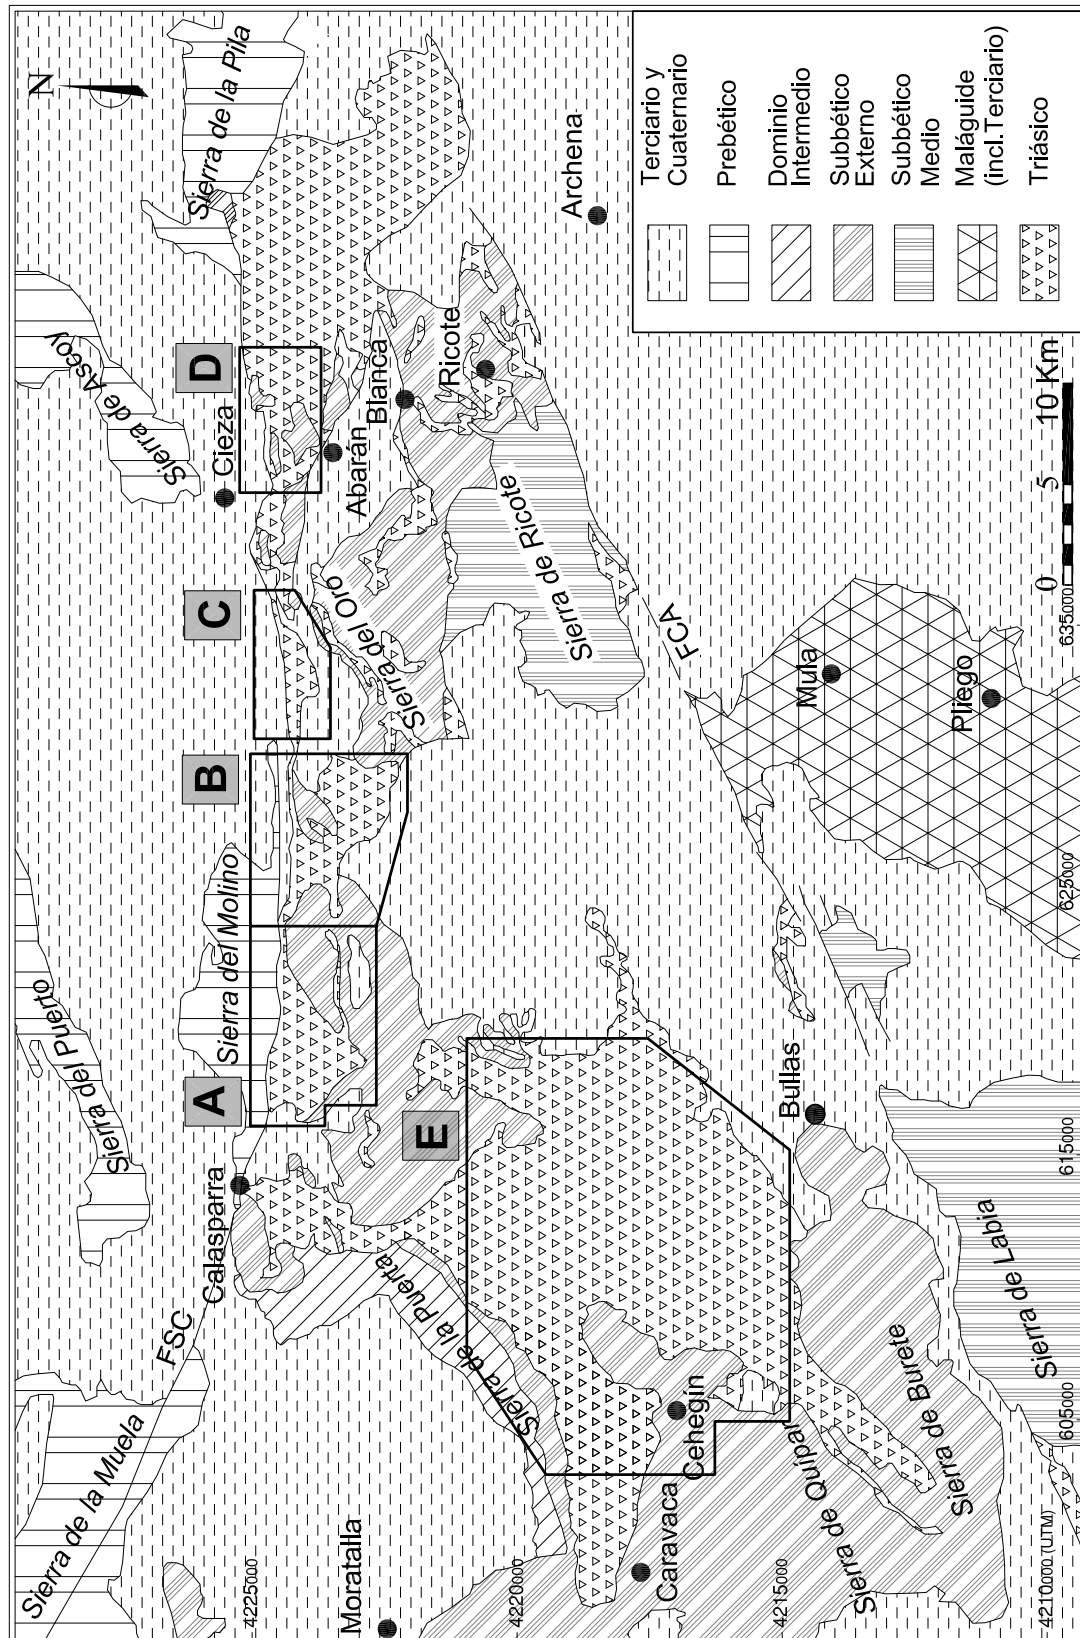 N
Sierra de la Pila
Sierra de Ascoy
Sierra del Puerto
Sierra del Molino
Sierra de la Muela
FSC
Calasparra
Cieza
A
B
C
D
E
Abarán
Blanca
Ricote
Archena
Sierra del Oro
Sierra de Ricote
Sierra de la Puerta
Moratalla
Caravaca
Cehegín
Bullas
FCA
Mula
Pliego
Sierra de Quipar
Sierra de Burete
Sierra de Labia
4225000
4220000
4215000
4210000 (UTM)
605000
615000
625000
635000
0 5 10 Km
Terciario y
Cuaternario
Prebético
Dominio
Intermedio
Subbético
Externo
Subbético
Medio
Maláguide
(incl.Terciario)
Triásico